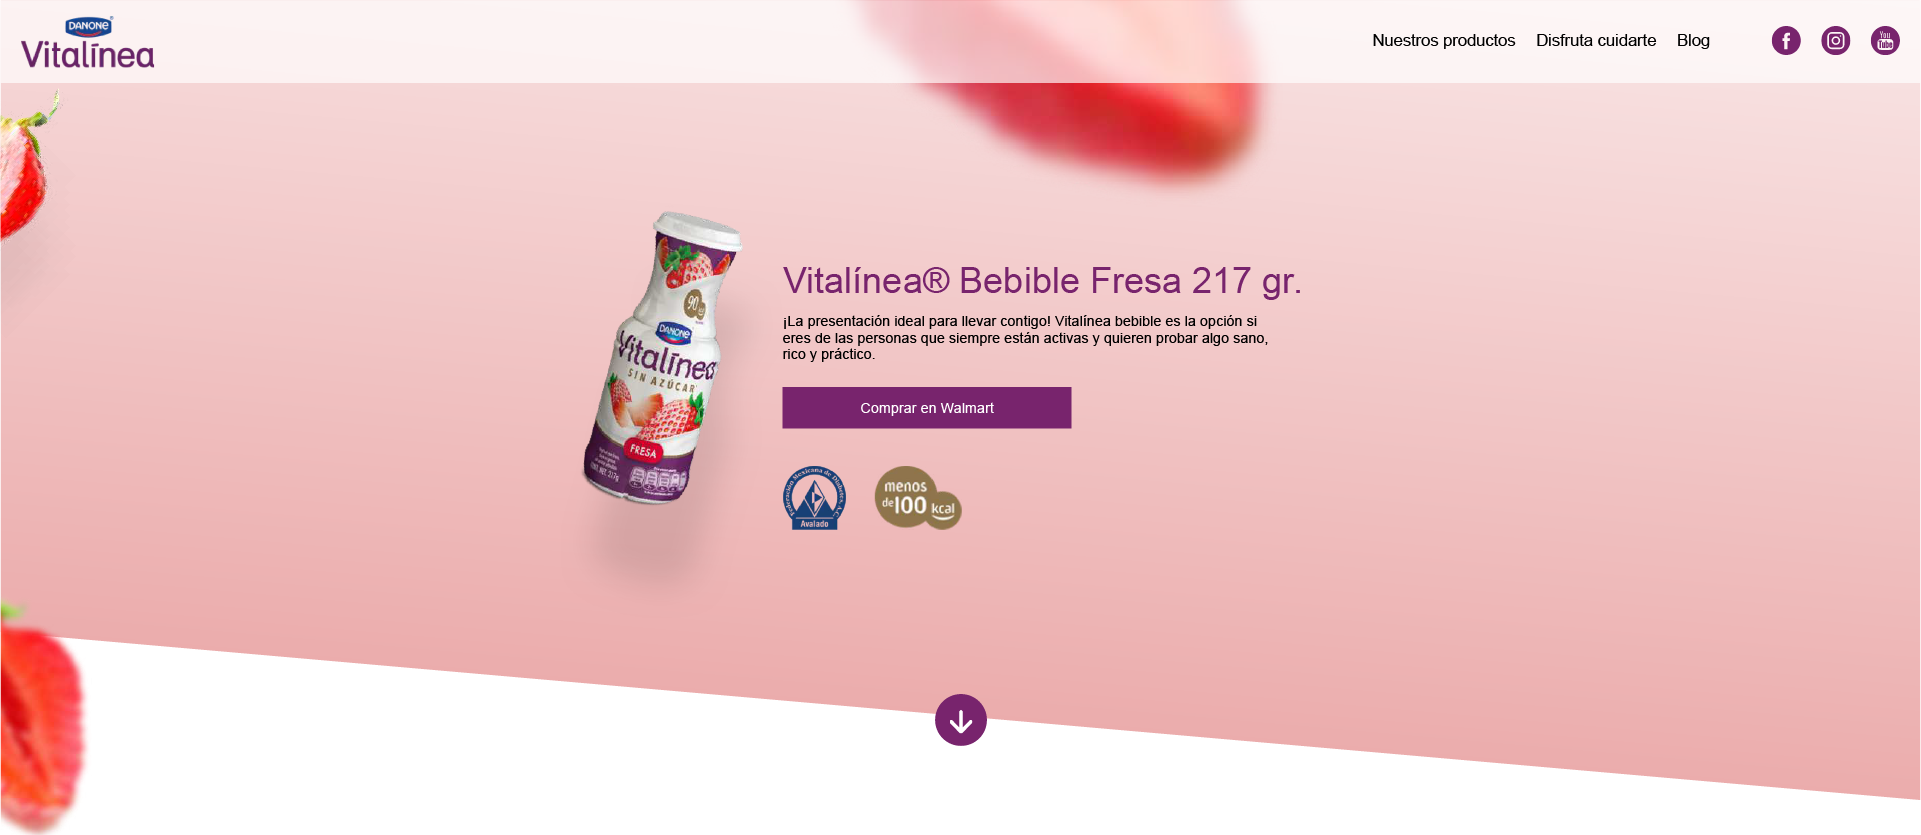 DANONE
Vitalínea
Nuestros productos
Disfruta cuidarte
Blog
You
Tube
Vitalínea® Bebible Fresa 217 gr.
¡La presentación ideal para llevar contigo! Vitalínea bebible es la opción si
eres de las personas que siempre están activas y quieren probar algo sano,
rico y práctico.
Comprar en Walmart
90
DANONE
Vitalínea
SIN AZÚCAR
FRESA
CONT. NET. 217g
Federación Mexicana de Diabetes, A.C.
Avalado
menos
de 100
kcal